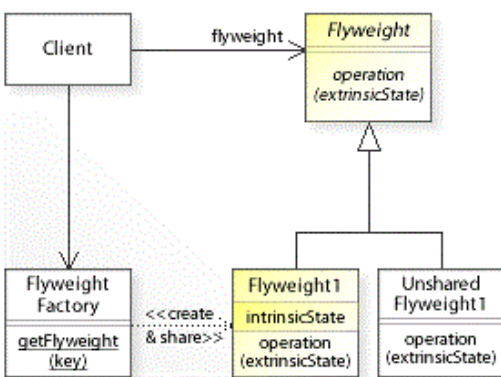 Client
flyweight
Flyweight
operation
(extrinsicState)
Flyweight
Factory
getFlyweight
(key)
<<create
& share>>
Flyweight1
intrinsicState
operation
(extrinsicState)
Unshared
Flyweight1
operation
(extrinsicState)